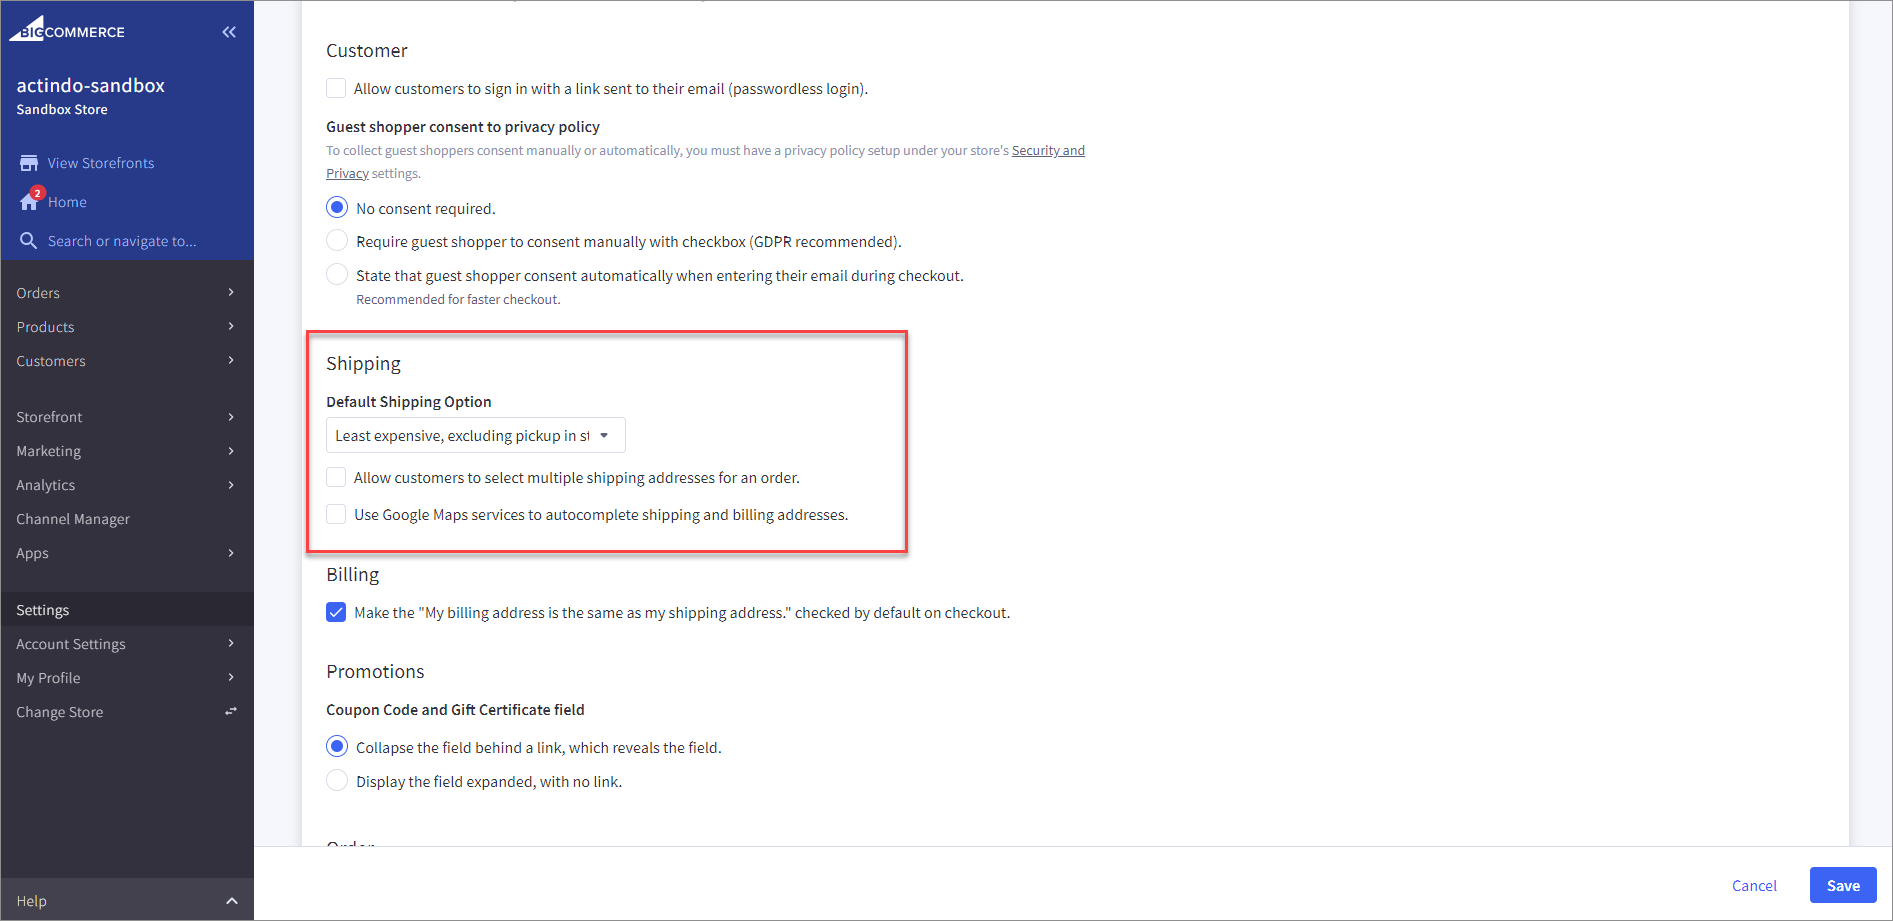 BIGCOMMERCE
actindo-sandbox
Sandbox Store
View Storefronts
2
Home
Search or navigate to...
Orders
Products
Customers
Storefront
Marketing
Analytics
Channel Manager
Apps
Settings
Account Settings
My Profile
Change Store
Help
Customer
Allow customers to sign in with a link sent to their email (passwordless login).
Guest shopper consent to privacy policy
To collect guest shoppers consent manually or automatically, you must have a privacy policy setup under your store's Security and
Privacy settings.
No consent required.
Require guest shopper to consent manually with checkbox (GDPR recommended).
State that guest shopper consent automatically when entering their email during checkout.
Recommended for faster checkout.
Shipping
Default Shipping Option
Least expensive, excluding pickup in
Allow customers to select multiple shipping addresses for an order.
Use Google Maps services to autocomplete shipping and billing addresses.
Billing
Make the "My billing address is the same as my shipping address." checked by default on checkout.
Promotions
Coupon Code and Gift Certificate field
Collapse the field behind a link, which reveals the field.
Display the field expanded, with no link.
Cancel
Save